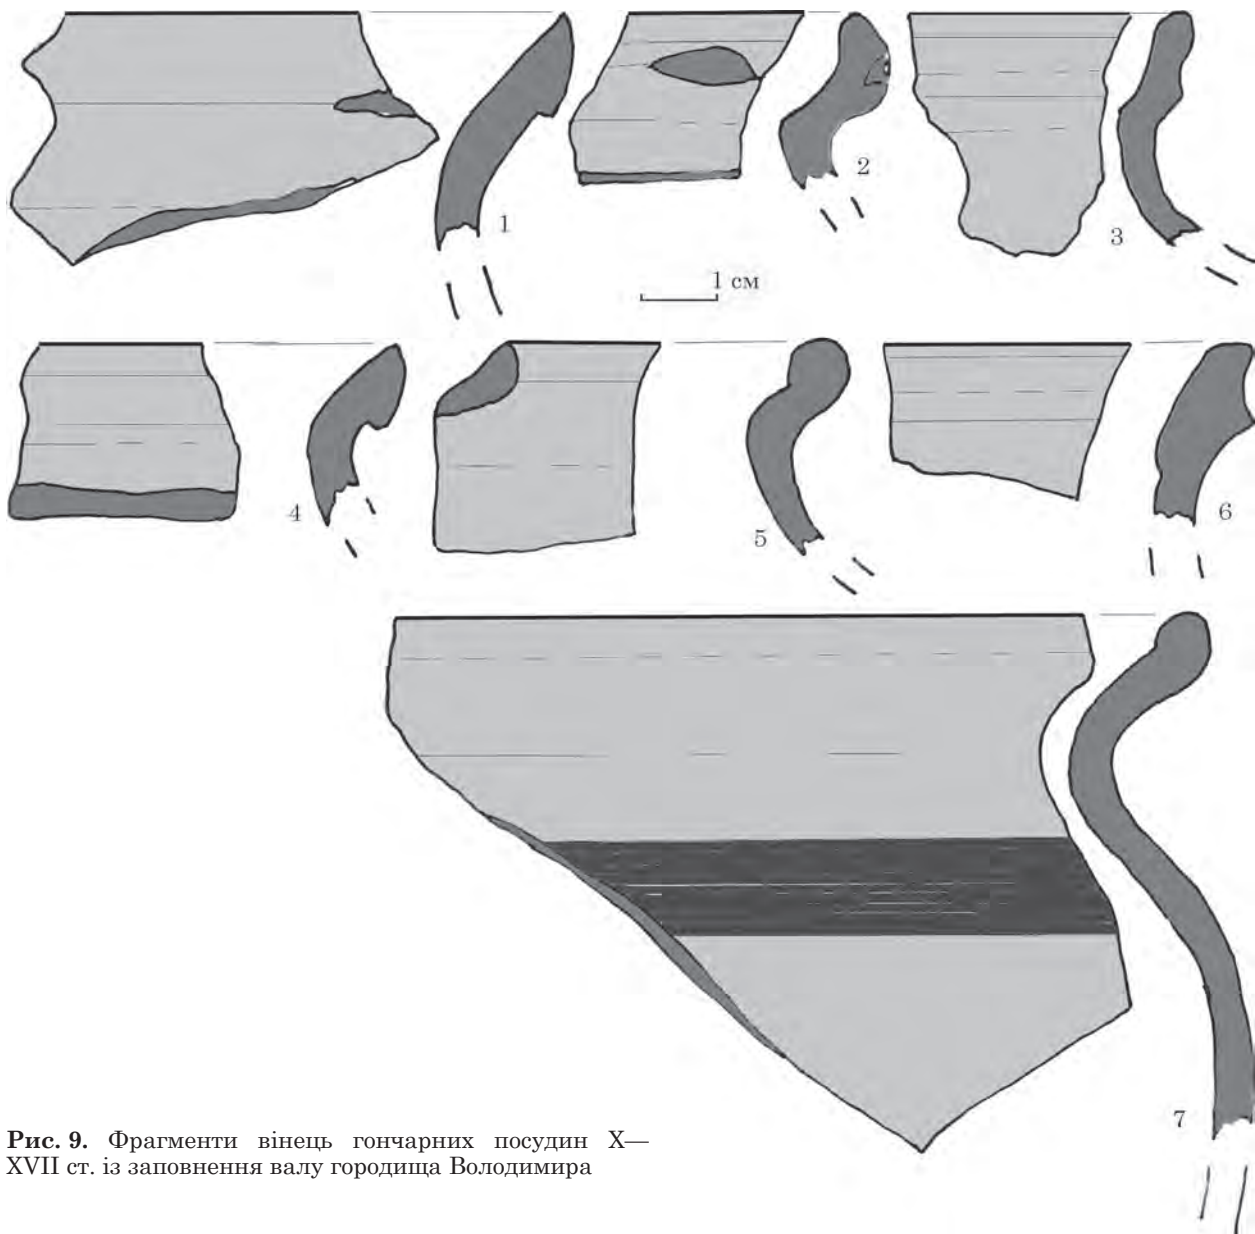 1
2
3
1 см
4
5
6
7
Рис. 9. Фрагменти вінець гончарних посудин X—
XVII ст. із заповнення валу городища Володимира